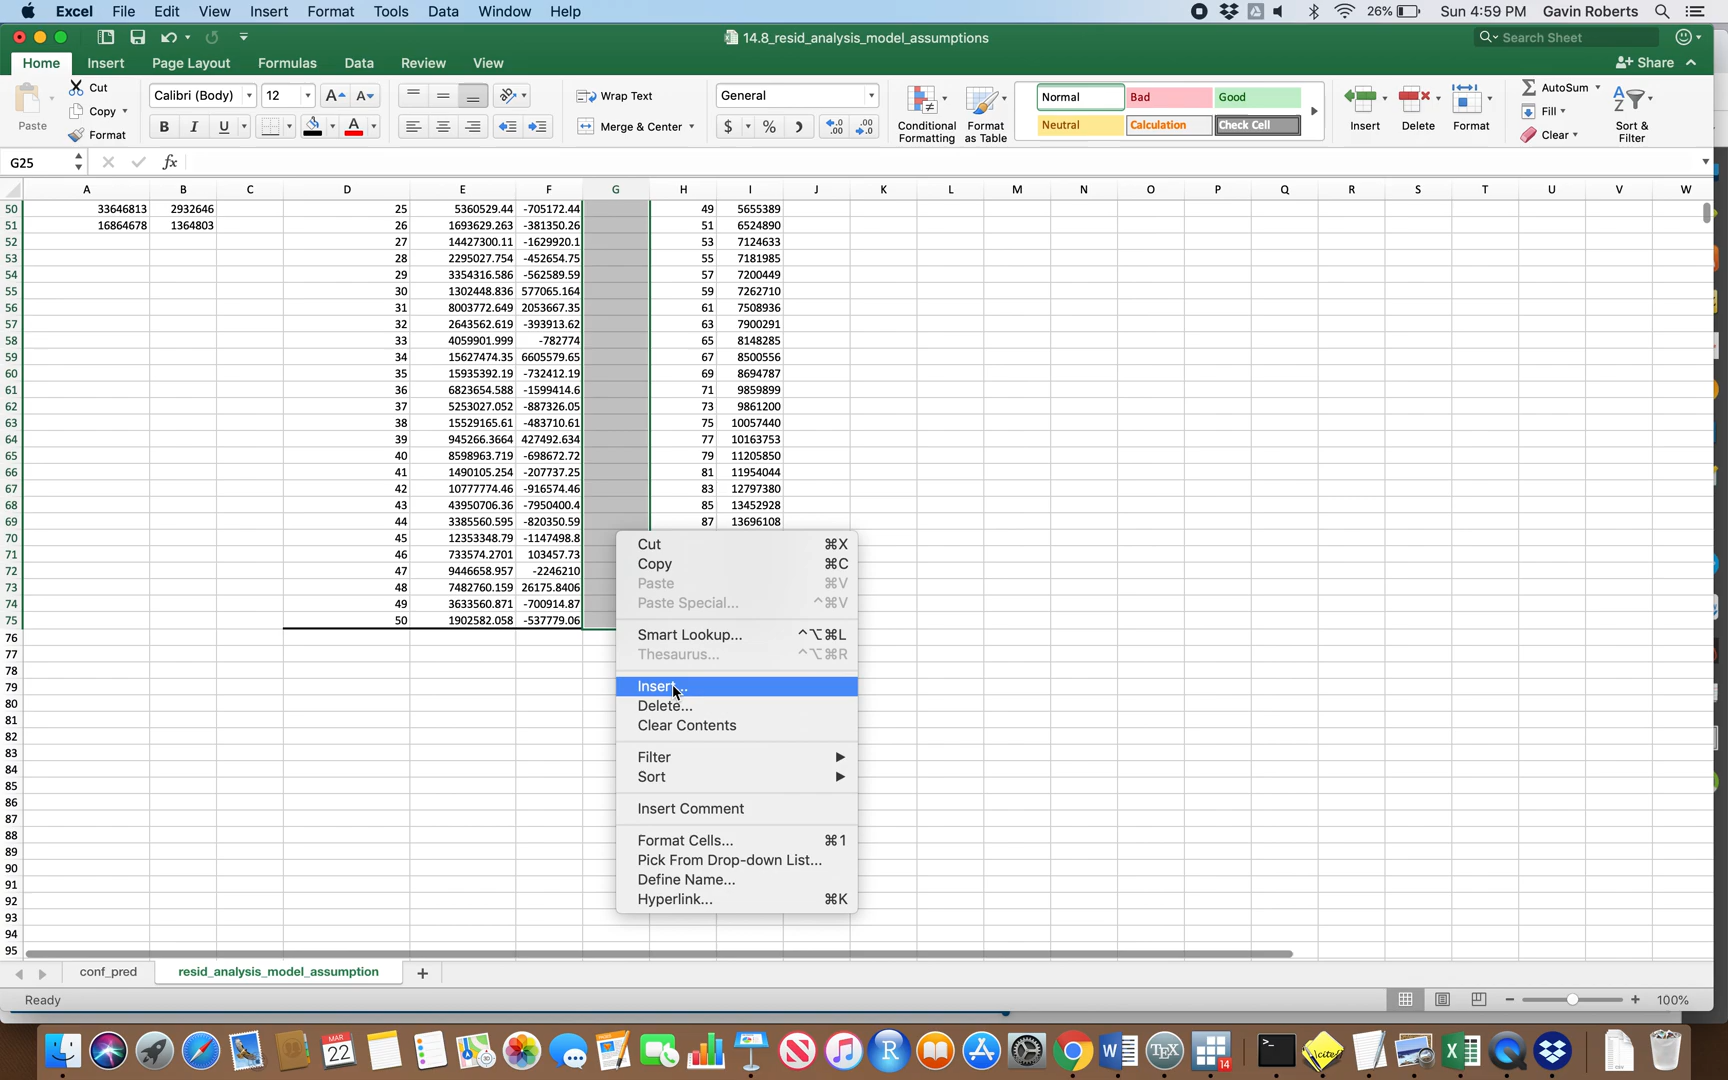 Excel File Edit View Insert Format Tools Data Window Help 26% Sun 4:59 PM Gavin Roberts
14.8_resid_analysis_model_assumptions Search Sheet
Home Insert Page Layout Formulas Data Review View Share
Paste Cut Copy Format
Calibri (Body) 12
B I U A
Wrap Text
Merge & Center
General
$ % )
Conditional Formatting
Format as Table
Normal Bad Good
Neutral Calculation Check Cell
Insert Delete Format
AutoSum
Fill
Clear
Sort & Filter
G25 fx
A B C D E F G H I J K L M N O P Q R S T U V W
50 33646813 2932646 25 5360529.44 -705172.44 49 5655389
51 16864678 1364803 26 1693629.263 -381350.26 51 6524890
52 27 14427300.11 -1629920.1 53 7124633
53 28 2295027.754 -452654.75 55 7181985
54 29 3354316.586 -562589.59 57 7200449
55 30 1302448.836 577065.164 59 7262710
56 31 8003772.649 2053667.35 61 7508936
57 32 2643562.619 -393913.62 63 7900291
58 33 4059901.999 -782774 65 8148285
59 34 15627474.35 6605579.65 67 8500556
60 35 15935392.19 -732412.19 69 8694787
61 36 6823654.588 -1599414.6 71 9859899
62 37 5253027.052 -887326.05 73 9861200
63 38 15529165.61 -483710.61 75 10057440
64 39 945266.3664 427492.634 77 10163753
65 40 8598963.719 -698672.72 79 11205850
66 41 1490105.254 -207737.25 81 11954044
67 42 10777774.46 -916574.46 83 12797380
68 43 43950706.36 -7950400.4 85 13452928
69 44 3385560.595 -820350.59 87 13696108
70 45 12353348.79 -1147498.8
71 46 733574.2701 103457.73
72 47 9446658.957 -2246210
73 48 7482760.159 26175.8406
74 49 3633560.871 -700914.87
75 50 1902582.058 -537779.06
76
77
78
79
80
81
82
83
84
85
86
87
88
89
90
91
92
93
94
95
Cut ⌘X
Copy ⌘C
Paste ⌘V
Paste Special... ^⌘V
Smart Lookup... ^⌥⌘L
Thesaurus... ^⌥⌘R
Insert...
Delete...
Clear Contents
Filter
Sort
Insert Comment
Format Cells... ⌘1
Pick From Drop-down List...
Define Name...
Hyperlink... ⌘K
conf_pred resid_analysis_model_assumption +
Ready 100%
MAR 22
R
W
TEX
14
X